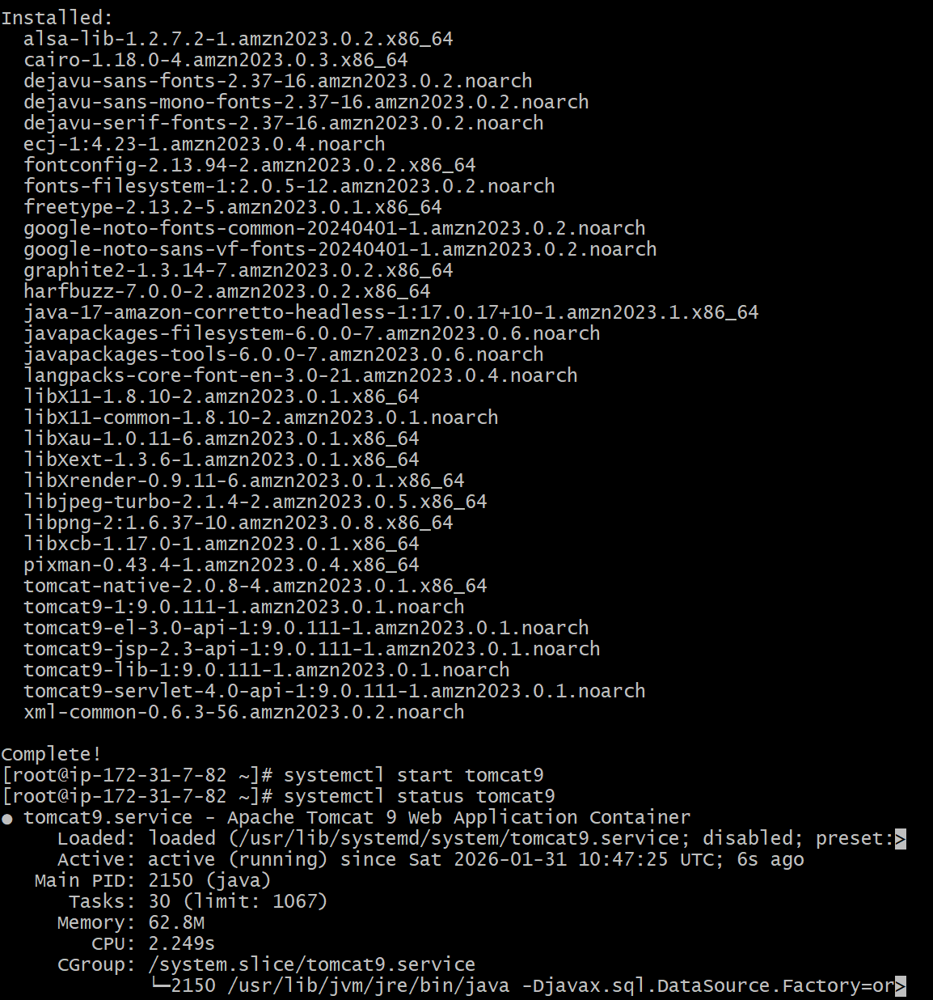 Installed:
  alsa-lib-1.2.7.2-1.amzn2023.0.2.x86_64
  cairo-1.18.0-4.amzn2023.0.3.x86_64
  dejavu-sans-fonts-2.37-16.amzn2023.0.2.noarch
  dejavu-sans-mono-fonts-2.37-16.amzn2023.0.2.noarch
  dejavu-serif-fonts-2.37-16.amzn2023.0.2.noarch
  ecj-1:4.23-1.amzn2023.0.4.noarch
  fontconfig-2.13.94-2.amzn2023.0.2.x86_64
  fonts-filesystem-1:2.0.5-12.amzn2023.0.2.noarch
  freetype-2.13.2-5.amzn2023.0.1.x86_64
  google-noto-fonts-common-20240401-1.amzn2023.0.2.noarch
  google-noto-sans-vf-fonts-20240401-1.amzn2023.0.2.noarch
  graphite2-1.3.14-7.amzn2023.0.2.x86_64
  harfbuzz-7.0.0-2.amzn2023.0.2.x86_64
  java-17-amazon-corretto-headless-1:17.0.17+10-1.amzn2023.1.x86_64
  javapackages-filesystem-6.0.0-7.amzn2023.0.6.noarch
  javapackages-tools-6.0.0-7.amzn2023.0.6.noarch
  langpacks-core-font-en-3.0-21.amzn2023.0.4.noarch
  libX11-1.8.10-2.amzn2023.0.1.x86_64
  libX11-common-1.8.10-2.amzn2023.0.1.noarch
  libXau-1.0.11-6.amzn2023.0.1.x86_64
  libXext-1.3.6-1.amzn2023.0.1.x86_64
  libXrender-0.9.11-6.amzn2023.0.1.x86_64
  libjpeg-turbo-2.1.4-2.amzn2023.0.5.x86_64
  libpng-2:1.6.37-10.amzn2023.0.8.x86_64
  libxcb-1.17.0-1.amzn2023.0.1.x86_64
  pixman-0.43.4-1.amzn2023.0.4.x86_64
  tomcat-native-2.0.8-4.amzn2023.0.1.x86_64
  tomcat9-1:9.0.111-1.amzn2023.0.1.noarch
  tomcat9-el-3.0-api-1:9.0.111-1.amzn2023.0.1.noarch
  tomcat9-jsp-2.3-api-1:9.0.111-1.amzn2023.0.1.noarch
  tomcat9-lib-1:9.0.111-1.amzn2023.0.1.noarch
  tomcat9-servlet-4.0-api-1:9.0.111-1.amzn2023.0.1.noarch
  xml-common-0.6.3-56.amzn2023.0.2.noarch

Complete!
[root@ip-172-31-7-82 ~]# systemctl start tomcat9
[root@ip-172-31-7-82 ~]# systemctl status tomcat9
● tomcat9.service - Apache Tomcat 9 Web Application Container
     Loaded: loaded (/usr/lib/systemd/system/tomcat9.service; disabled; preset:>
     Active: active (running) since Sat 2026-01-31 10:47:25 UTC; 6s ago
   Main PID: 2150 (java)
      Tasks: 30 (limit: 1067)
     Memory: 62.8M
        CPU: 2.249s
     CGroup: /system.slice/tomcat9.service
             └─2150 /usr/lib/jvm/jre/bin/java -Djavax.sql.DataSource.Factory=or>